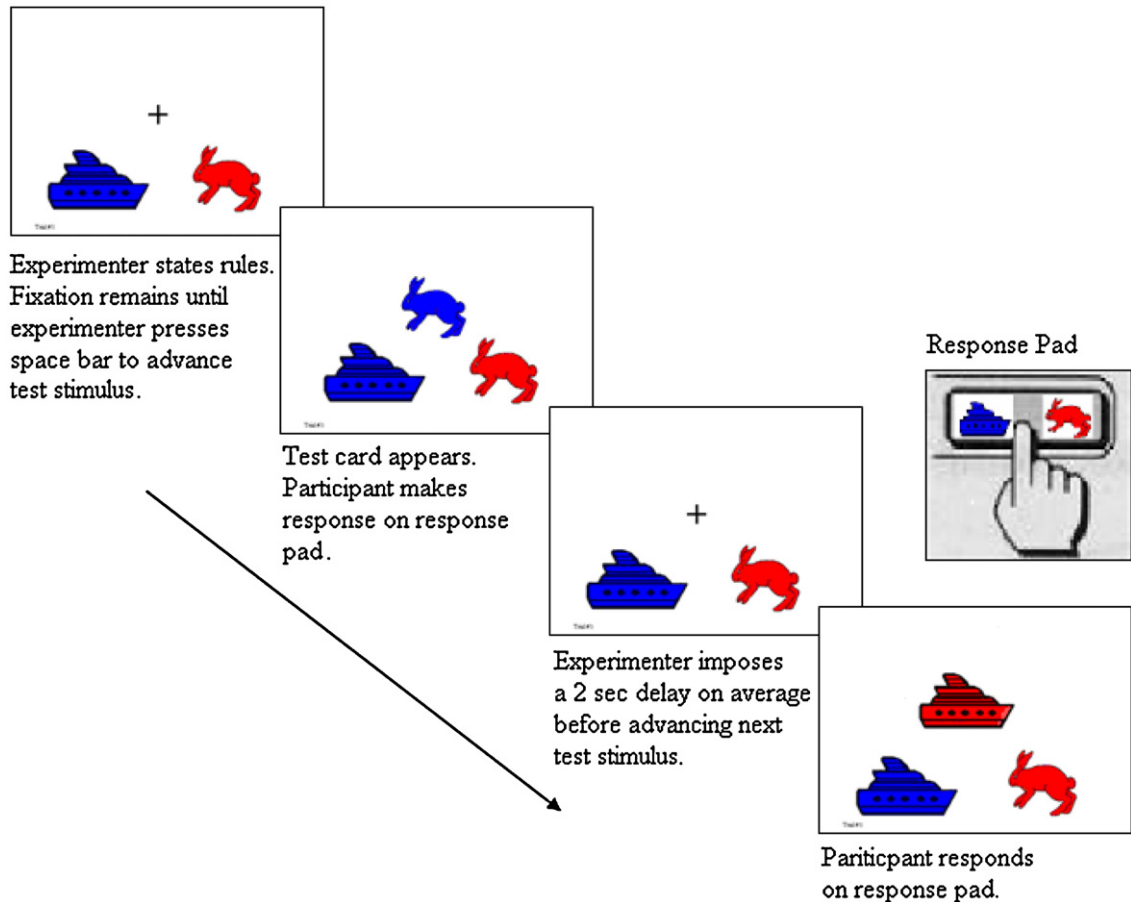 Experimenter states rules.
Fixation remains until
experimenter presses
space bar to advance
test stimulus.
Test card appears.
Participant makes
response on response
pad.
Response Pad
Experimenter imposes
a 2 sec delay on average
before advancing next
test stimulus.
Pariticpant responds
on response pad.